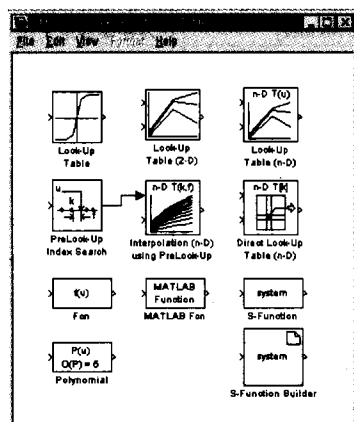 File Edit View Format Help
n-D T(u)
Look-Up
Table
Look-Up
Table (2-D)
Look-Up
Table (n-D)
u
k
f
n-D T(k,f)
n-D T[k]
PreLook-Up
Index Search
Interpolation (n-D)
using PreLook-Up
Direct Look-Up
Table (n-D)
f(u)
MATLAB
Function
system
Fcn
MATLAB Fcn
S-Function
P(u)
O(P) = 5
system
Polynomial
S-Function Builder